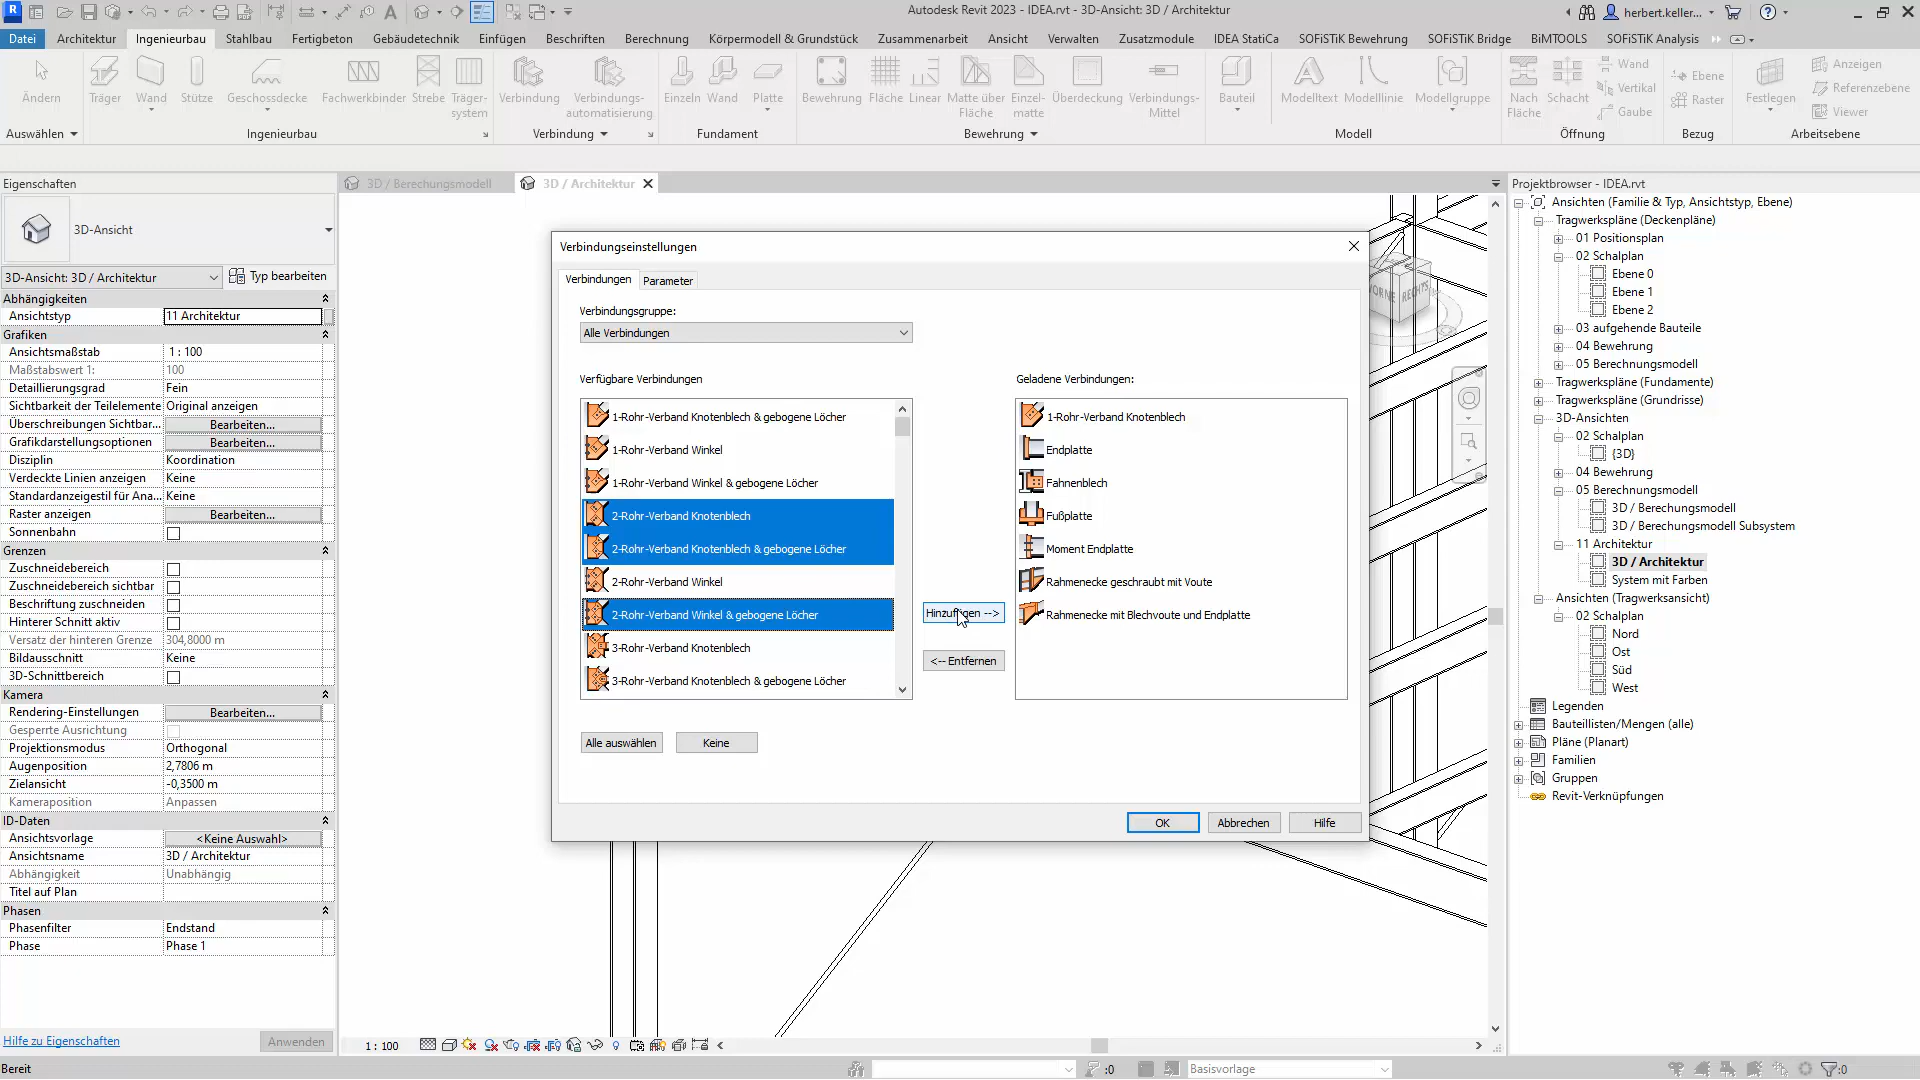 Autodesk Revit 2023 - IDEA.rvt - 3D-Ansicht: 3D / Architektur
herbert.keller...
Datei Architektur Ingenieurbau Stahlbau Fertigbeton Gebäudetechnik Einfügen Beschriften Berechnung Körpermodell & Grundstück Zusammenarbeit Ansicht Verwalten Zusatzmodule IDEA StatiCa SOFiSTiK Bewehrung SOFiSTiK Bridge BiMTOOLS SOFiSTiK Analysis
Ändern
Träger Wand Stütze Geschossdecke Fachwerkbinder Strebe Träger-
system
Verbindung Verbindungs-
automatisierung
Einzeln Wand Platte
Bewehrung Fläche Linear Matte über
Fläche
Einzel-
matte
Überdeckung Verbindungs-
Mittel
Bauteil
Modelltext Modelllinie Modellgruppe
Nach
Fläche
Schacht
Wand
Vertikal
Gaube
Ebene
Raster
Festlegen
Anzeigen
Referenzebene
Viewer
Auswählen Ingenieurbau Verbindung Fundament Bewehrung Modell Öffnung Bezug Arbeitsebene
Eigenschaften
3D-Ansicht
3D-Ansicht: 3D / Architektur Typ bearbeiten
Abhängigkeiten
Ansichtstyp 11 Architektur
Grafiken
Ansichtsmaßstab 1 : 100
Maßstabswert 1: 100
Detaillierungsgrad Fein
Sichtbarkeit der Teilelemente Original anzeigen
Überschreibungen Sichtbar... Bearbeiten...
Grafikdarstellungsoptionen Bearbeiten...
Disziplin Koordination
Verdeckte Linien anzeigen Keine
Standardanzeigestil für Ana... Keine
Raster anzeigen Bearbeiten...
Sonnenbahn
Grenzen
Zuschneidebereich
Zuschneidebereich sichtbar
Beschriftung zuschneiden
Hinterer Schnitt aktiv
Versatz der hinteren Grenze 304,8000 m
Bildausschnitt Keine
3D-Schnittbereich
Kamera
Rendering-Einstellungen Bearbeiten...
Gesperrte Ausrichtung
Projektionsmodus Orthogonal
Augenposition 2,7806 m
Zielansicht -0,3500 m
Kameraposition Anpassen
ID-Daten
Ansichtsvorlage <Keine Auswahl>
Ansichtsname 3D / Architektur
Abhängigkeit Unabhängig
Titel auf Plan
Phasen
Phasenfilter Endstand
Phase Phase 1
Hilfe zu Eigenschaften Anwenden
3D / Berechungsmodell 3D / Architektur
VORNE RECHTS
Verbindungseinstellungen
Verbindungen Parameter
Verbindungsgruppe:
Alle Verbindungen
Verfügbare Verbindungen
1-Rohr-Verband Knotenblech & gebogene Löcher
1-Rohr-Verband Winkel
1-Rohr-Verband Winkel & gebogene Löcher
2-Rohr-Verband Knotenblech
2-Rohr-Verband Knotenblech & gebogene Löcher
2-Rohr-Verband Winkel
2-Rohr-Verband Winkel & gebogene Löcher
3-Rohr-Verband Knotenblech
3-Rohr-Verband Knotenblech & gebogene Löcher
Hinzufügen -->
<-- Entfernen
Geladene Verbindungen:
1-Rohr-Verband Knotenblech
Endplatte
Fahnenblech
Fußplatte
Moment Endplatte
Rahmenecke geschraubt mit Voute
Rahmenecke mit Blechvoute und Endplatte
Alle auswählen Keine
OK Abbrechen Hilfe
Projektbrowser - IDEA.rvt
Ansichten (Familie & Typ, Ansichtstyp, Ebene)
Tragwerkspläne (Deckenpläne)
01 Positionsplan
02 Schalplan
Ebene 0
Ebene 1
Ebene 2
03 aufgehende Bauteile
04 Bewehrung
05 Berechnungsmodell
Tragwerkspläne (Fundamente)
Tragwerkspläne (Grundrisse)
3D-Ansichten
02 Schalplan
{3D}
04 Bewehrung
05 Berechnungsmodell
3D / Berechungsmodell
3D / Berechungsmodell Subsystem
11 Architektur
3D / Architektur
System mit Farben
Ansichten (Tragwerksansicht)
02 Schalplan
Nord
Ost
Süd
West
Legenden
Bauteillisten/Mengen (alle)
Pläne (Planart)
Familien
Gruppen
Revit-Verknüpfungen
1 : 100
Bereit :0 Basisvorlage :0